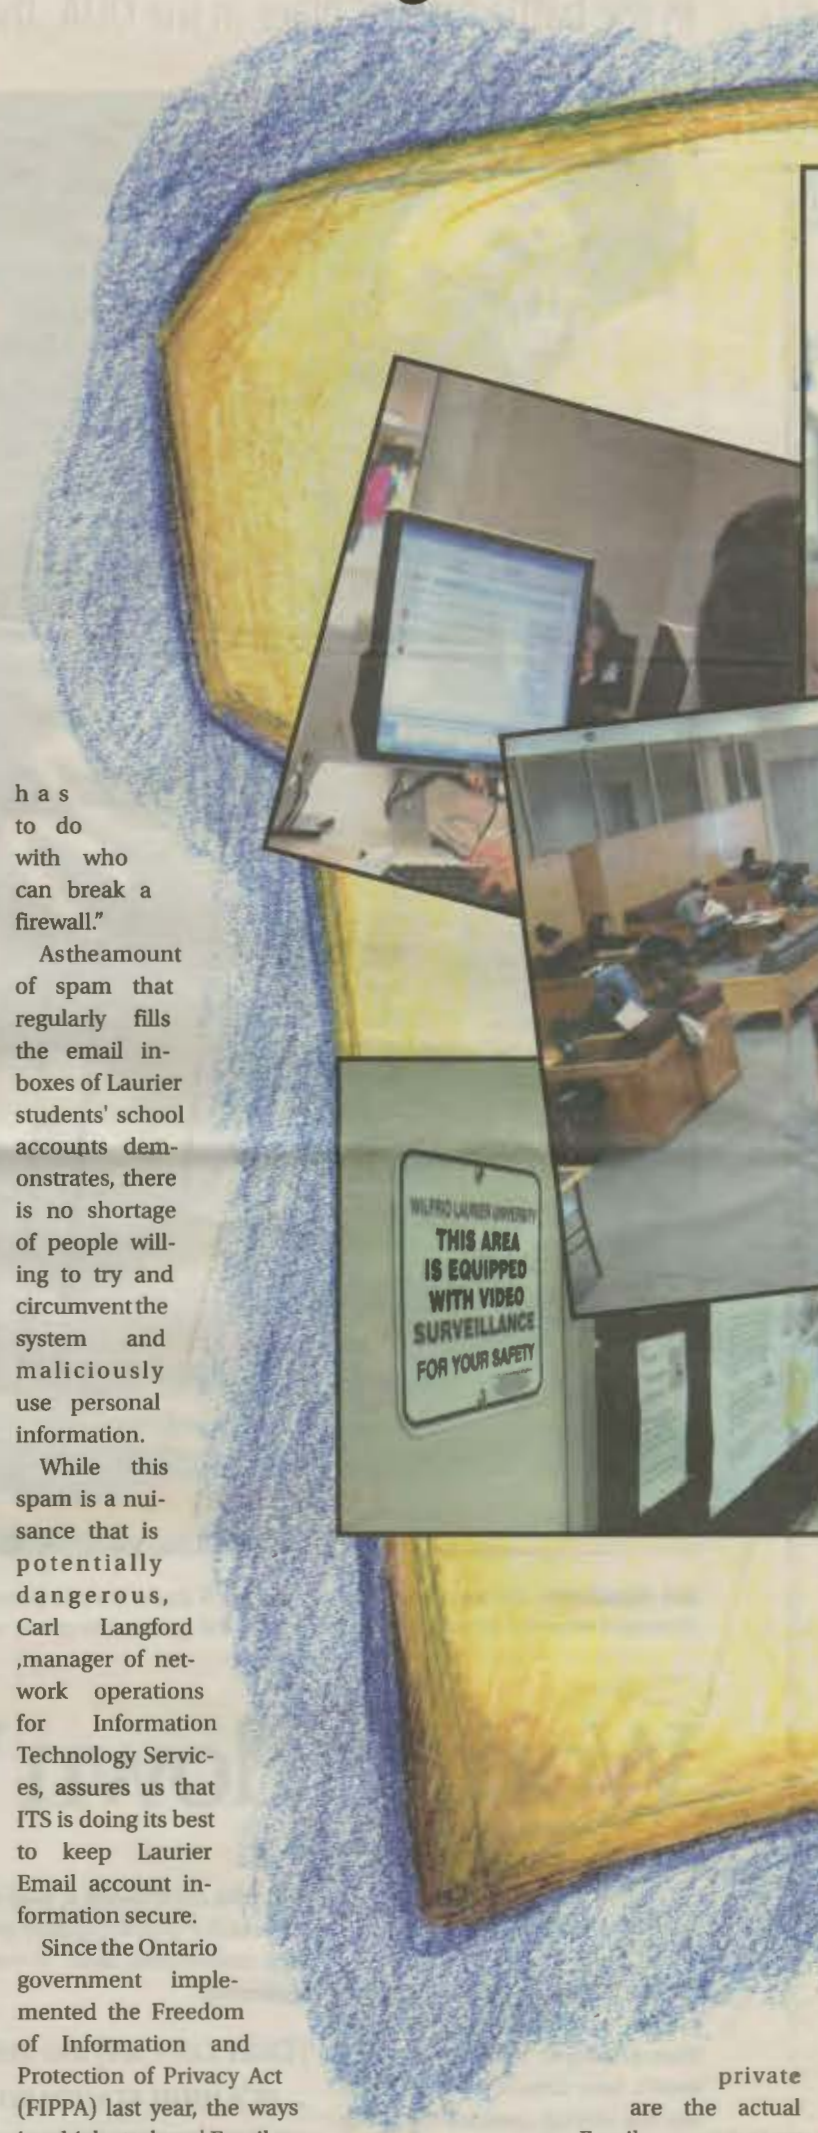 has
to do
with who
can break a
firewall."
As the amount
of spam that
regularly fills
the email in-
boxes of Laurier
students' school
accounts dem-
onstrates, there
is no shortage
of people will-
ing to try and
circumvent the
system and
maliciously
use personal
information.
While this
spam is a nui-
sance that is
potentially
dangerous,
Carl Langford
,manager of net-
work operations
for Information
Technology Servic-
es, assures us that
ITS is doing its best
to keep Laurier
Email account in-
formation secure.
Since the Ontario
government imple-
mented the Freedom
of Information and
Protection of Privacy Act
(FIPPA) last year, the ways
WILFRID LAURIER UNIVERSITY
THIS AREA
IS EQUIPPED
WITH VIDEO
SURVEILLANCE
FOR YOUR SAFETY
private
are the actual